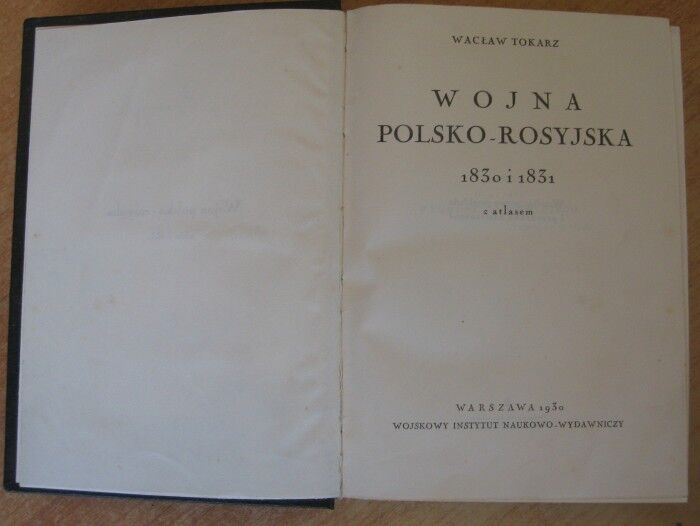 WACŁAW TOKARZ
WOJNA
POLSKO-ROSYJSKA
1830 i 1831
z atlasem
WARSZAWA 1930
WOJSKOWY INSTYTUT NAUKOWO-WYDAWNICZY